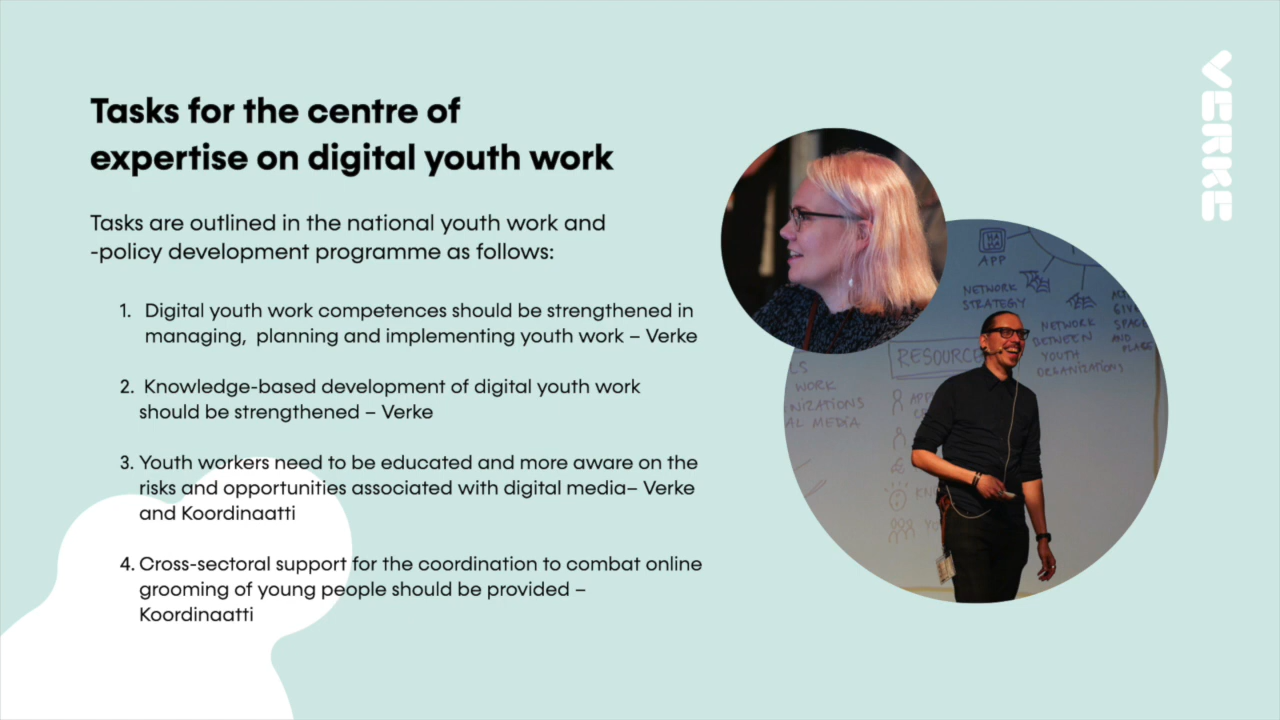 Tasks for the centre of
expertise on digital youth work
Tasks are outlined in the national youth work and
-policy development programme as follows:
1. Digital youth work competences should be strengthened in
managing, planning and implementing youth work – Verke
2. Knowledge-based development of digital youth work
should be strengthened – Verke
3. Youth workers need to be educated and more aware on the
risks and opportunities associated with digital media– Verke
and Koordinaatti
4. Cross-sectoral support for the coordination to combat online
grooming of young people should be provided –
Koordinaatti
VERKE
APP
NETWORK
STRATEGY
NETWORK
BETWEEN
YOUTH
ORGANIZATIONS
SPACE
AND
WORK